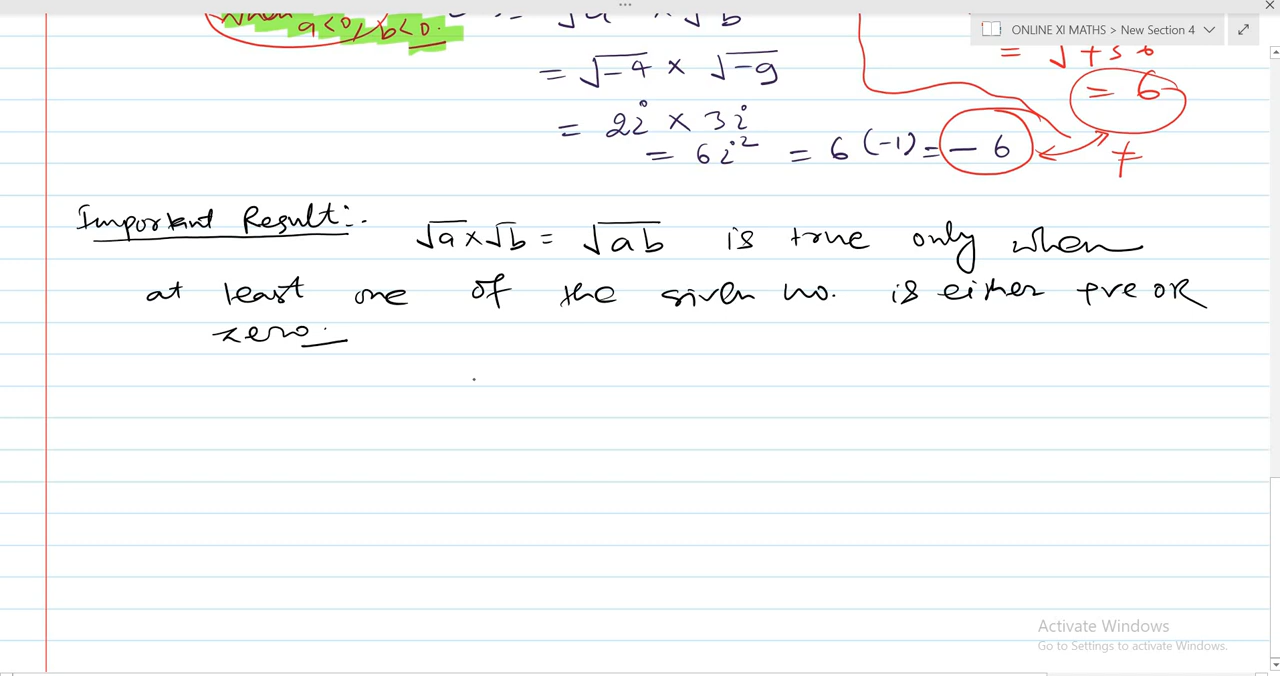 ONLINE XI MATHS > New Section 4
a<0, b<0.
= √-4 × √-9
= 6
= 2i × 3i
= 6i² = 6(-1) = -6
≠
Important Result:-
√a×√b = √ab is true only when
at least one of the given no. is either +ve OR
zero.
Activate Windows
Go to Settings to activate Windows.